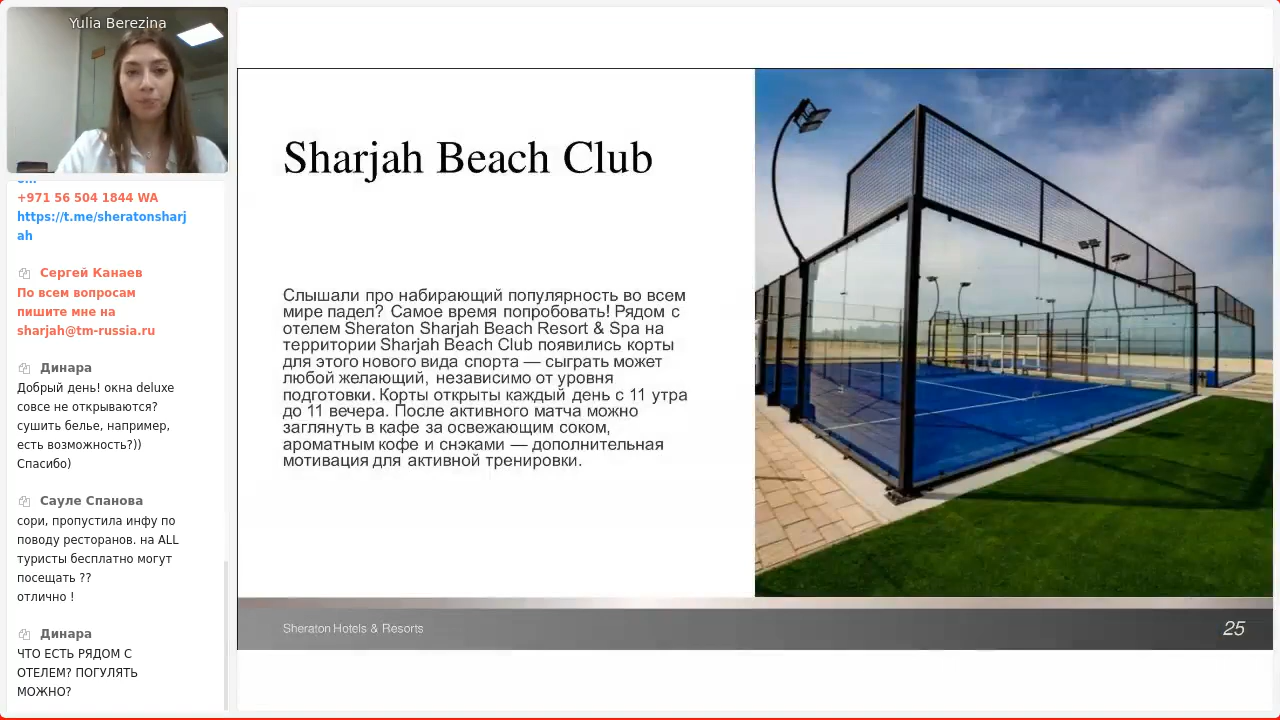 Yulia Berezina
+971 56 504 1844 WA
https://t.me/sheratonsharj
ah
Сергей Канаев
По всем вопросам
пишите мне на
sharjah@tm-russia.ru
Динара
Добрый день! окна deluxe
совсе не открываются?
сушить белье, например,
есть возможность?))
Спасибо)
Сауле Спанова
сори, пропустила инфу по
поводу ресторанов. на ALL
туристы бесплатно могут
посещать ??
отлично !
Динара
ЧТО ЕСТЬ РЯДОМ С
ОТЕЛЕМ? ПОГУЛЯТЬ
МОЖНО?
Sharjah Beach Club
Слышали про набирающий популярность во всем
мире падел? Самое время попробовать! Рядом с
отелем Sheraton Sharjah Beach Resort & Spa на
территории Sharjah Beach Club появились корты
для этого нового вида спорта — сыграть может
любой желающий, независимо от уровня
подготовки. Корты открыты каждый день с 11 утра
до 11 вечера. После активного матча можно
заглянуть в кафе за освежающим соком,
ароматным кофе и снэками — дополнительная
мотивация для активной тренировки.
Sheraton Hotels & Resorts
25